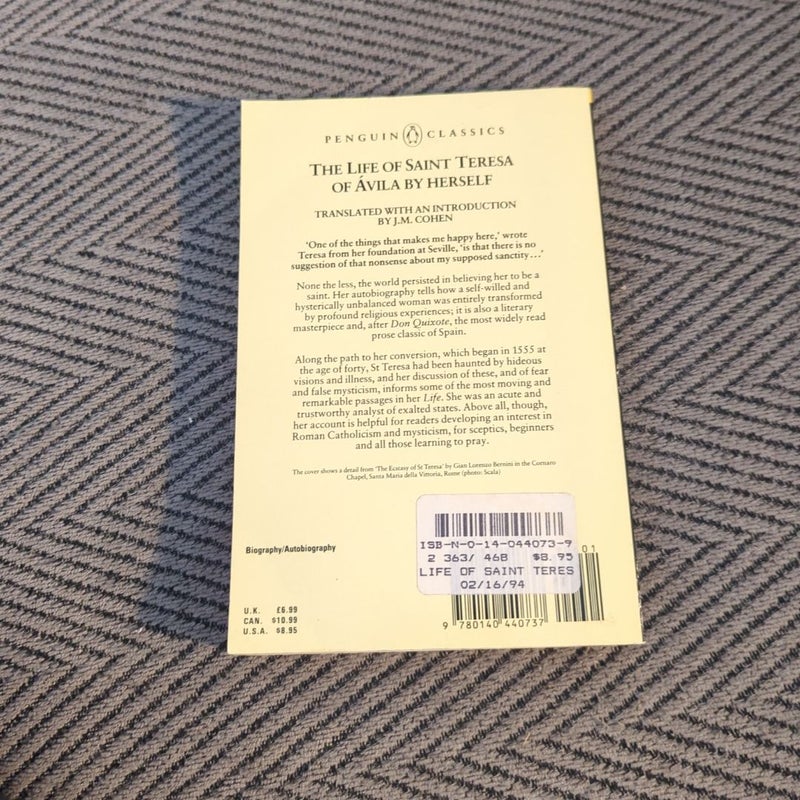 PENGUIN CLASSICS
THE LIFE OF SAINT TERESA
OF ÁVILA BY HERSELF
TRANSLATED WITH AN INTRODUCTION
BY J.M. COHEN
'One of the things that makes me happy here,' wrote
Teresa from her foundation at Seville, 'is that there is no
suggestion of that nonsense about my supposed sanctity...'
None the less, the world persisted in believing her to be a
saint. Her autobiography tells how a self-willed and
hysterically unbalanced woman was entirely transformed
by profound religious experiences; it is also a literary
masterpiece and, after Don Quixote, the most widely read
prose classic of Spain.
Along the path to her conversion, which began in 1555 at
the age of forty, St Teresa had been haunted by hideous
visions and illness, and her discussion of these, and of fear
and false mysticism, informs some of the most moving and
remarkable passages in her Life. She was an acute and
trustworthy analyst of exalted states. Above all, though,
her account is helpful for readers developing an interest in
Roman Catholicism and mysticism, for sceptics, beginners
and all those learning to pray.
The cover shows a detail from 'The Ecstasy of St Teresa' by Gian Lorenzo Bernini in the Cornaro
Chapel, Santa Maria della Vittoria, Rome (photo: Scala)
Biography/Autobiography
U.K. £6.99
CAN. $10.99
U.S.A. $8.95
ISB-N-0-14-044073-9
2 363/ 46B $8.95
LIFE OF SAINT TERES
02/16/94
01
9 780140 440737